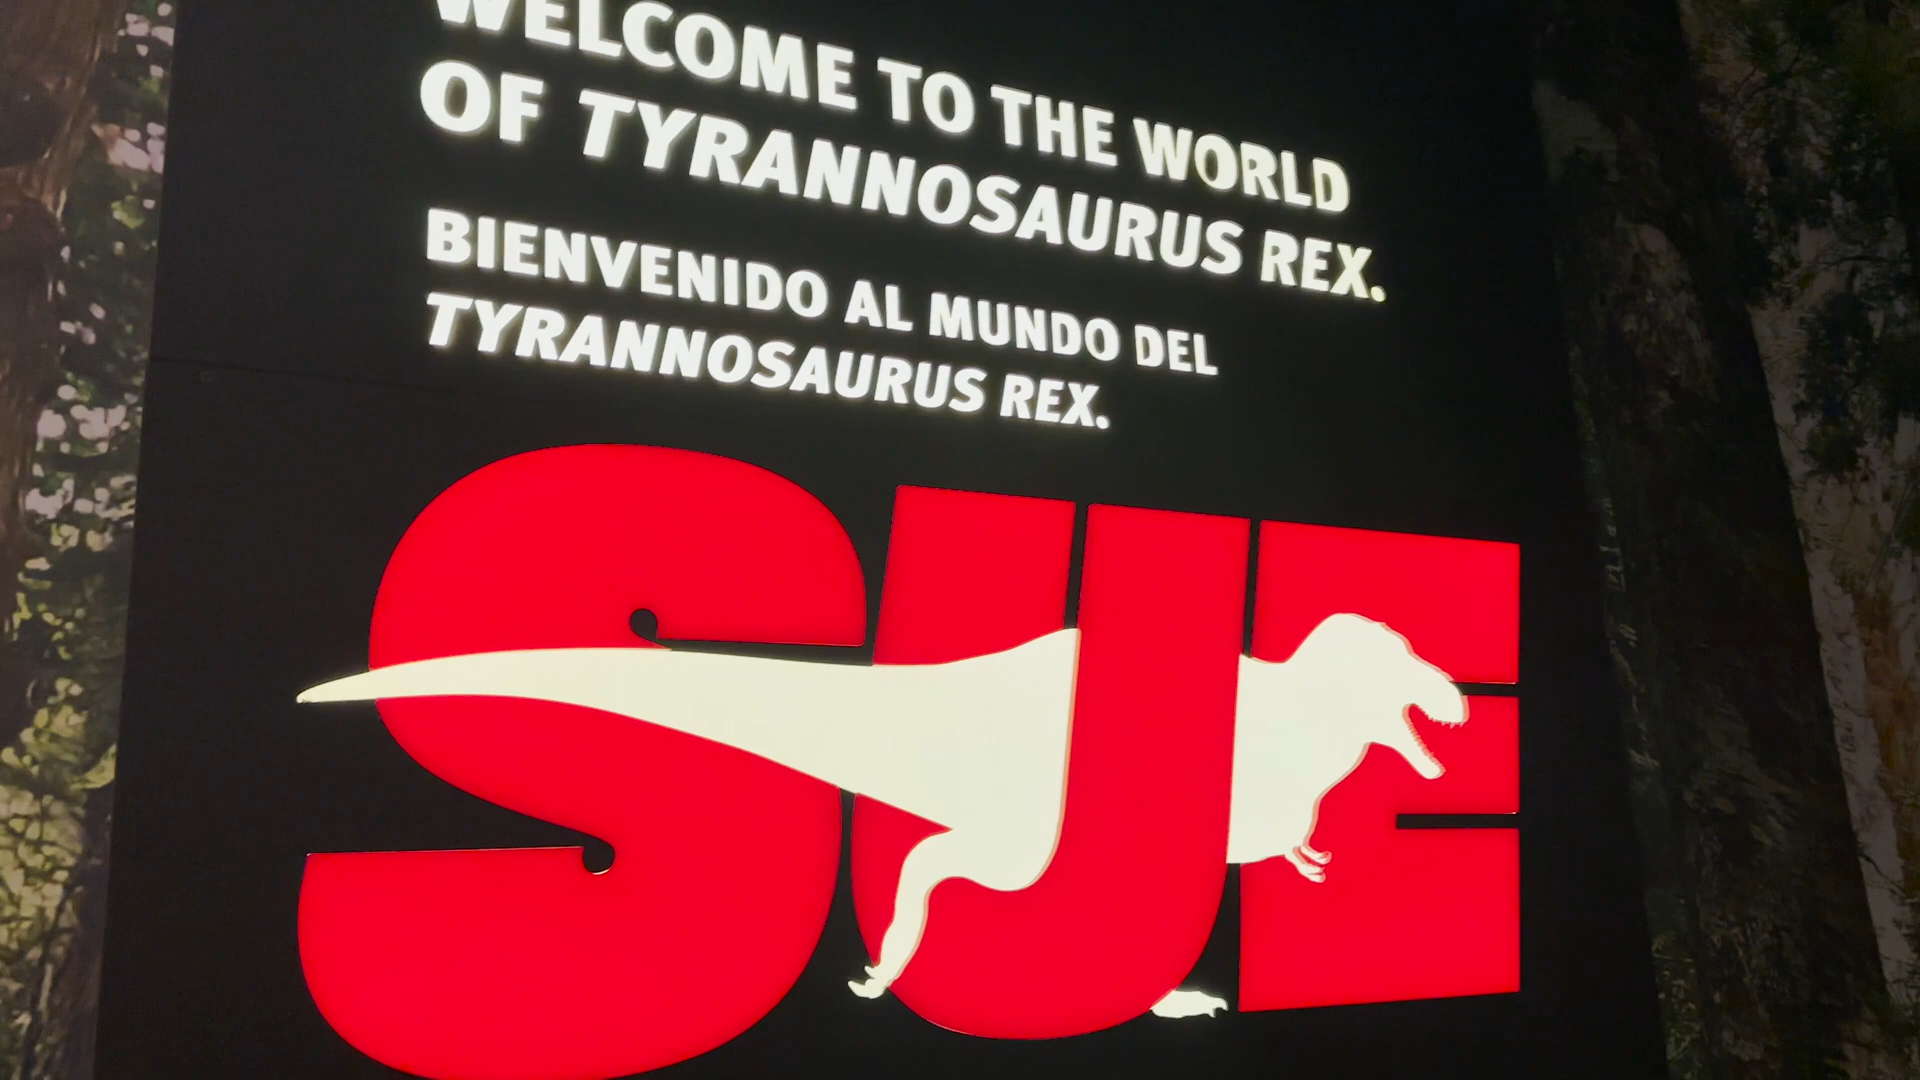 WELCOME TO THE WORLD
OF TYRANNOSAURUS REX.
BIENVENIDO AL MUNDO DEL
TYRANNOSAURUS REX.
SUE